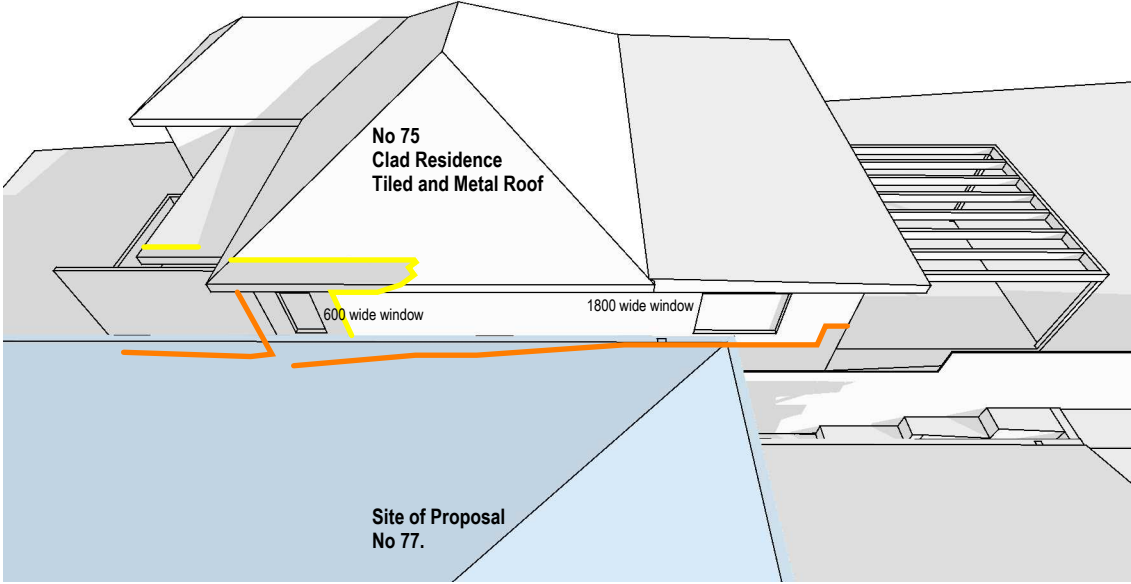 No 75
Clad Residence
Tiled and Metal Roof
600 wide window
1800 wide window
Site of Proposal
No 77.